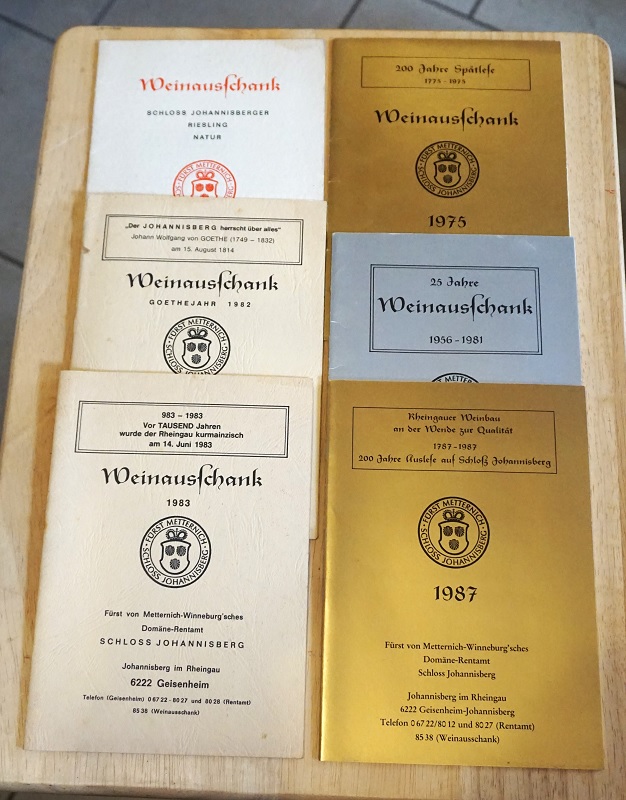 Weinausschank
SCHLOSS JOHANNISBERGER
RIESLING
NATUR
200 Jahre Spätlese
1775 - 1975
Weinausschank
FÜRST METTERNICH
SCHLOSS JOHANNISBERG
1975
„Der JOHANNISBERG herrscht über alles"
Johann Wolfgang von GOETHE (1749 – 1832)
am 15. August 1814
Weinausschank
GOETHEJAHR 1982
FÜRST METTERNICH
SCHLOSS JOHANNISBERG
25 Jahre
Weinausschank
1956 - 1981
METTER
983 – 1983
Vor TAUSEND Jahren
wurde der Rheingau kurmainzisch
am 14. Juni 1983
Weinausschank
1983
FÜRST METTERNICH
SCHLOSS JOHANNISBERG
Fürst von Metternich-Winneburg'sches
Domäne-Rentamt
SCHLOSS JOHANNISBERG
Johannisberg im Rheingau
6222 Geisenheim
Telefon (Geisenheim) 0 67 22 - 80 27 und 80 28 (Rentamt)
85 38 (Weinausschank)
Rheingauer Weinbau
an der Wende zur Qualität
1787-1987
200 Jahre Auslese auf Schloß Johannisberg
FÜRST METTERNICH
SCHLOSS JOHANNISBERG
1987
Fürst von Metternich-Winneburg'sches
Domäne-Rentamt
Schloss Johannisberg
Johannisberg im Rheingau
6222 Geisenheim-Johannisberg
Telefon 0 67 22/80 12 und 80 27 (Rentamt)
85 38 (Weinausschank)